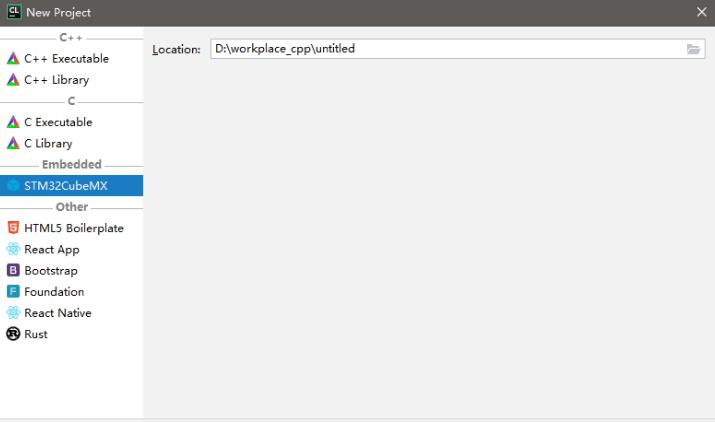 CL
New Project
C++
C++ Executable
C++ Library
C
C Executable
C Library
Embedded
STM32CubeMX
Other
HTML5 Boilerplate
React App
B Bootstrap
F Foundation
React Native
Rust
Location: D:\workplace_cpp\untitled